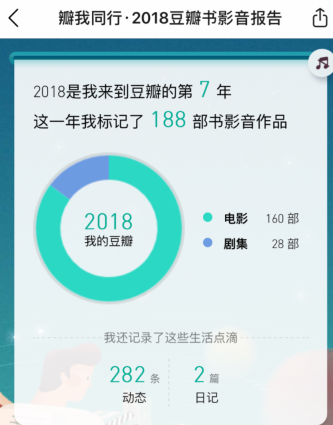 瓣我同行·2018豆瓣书影音报告
2018是我来到豆瓣的第 7 年
这一年我标记了 188 部书影音作品
2018
我的豆瓣
电影 160 部
剧集 28 部
我还记录了这些生活点滴
282 条 2 篇
动态 日记